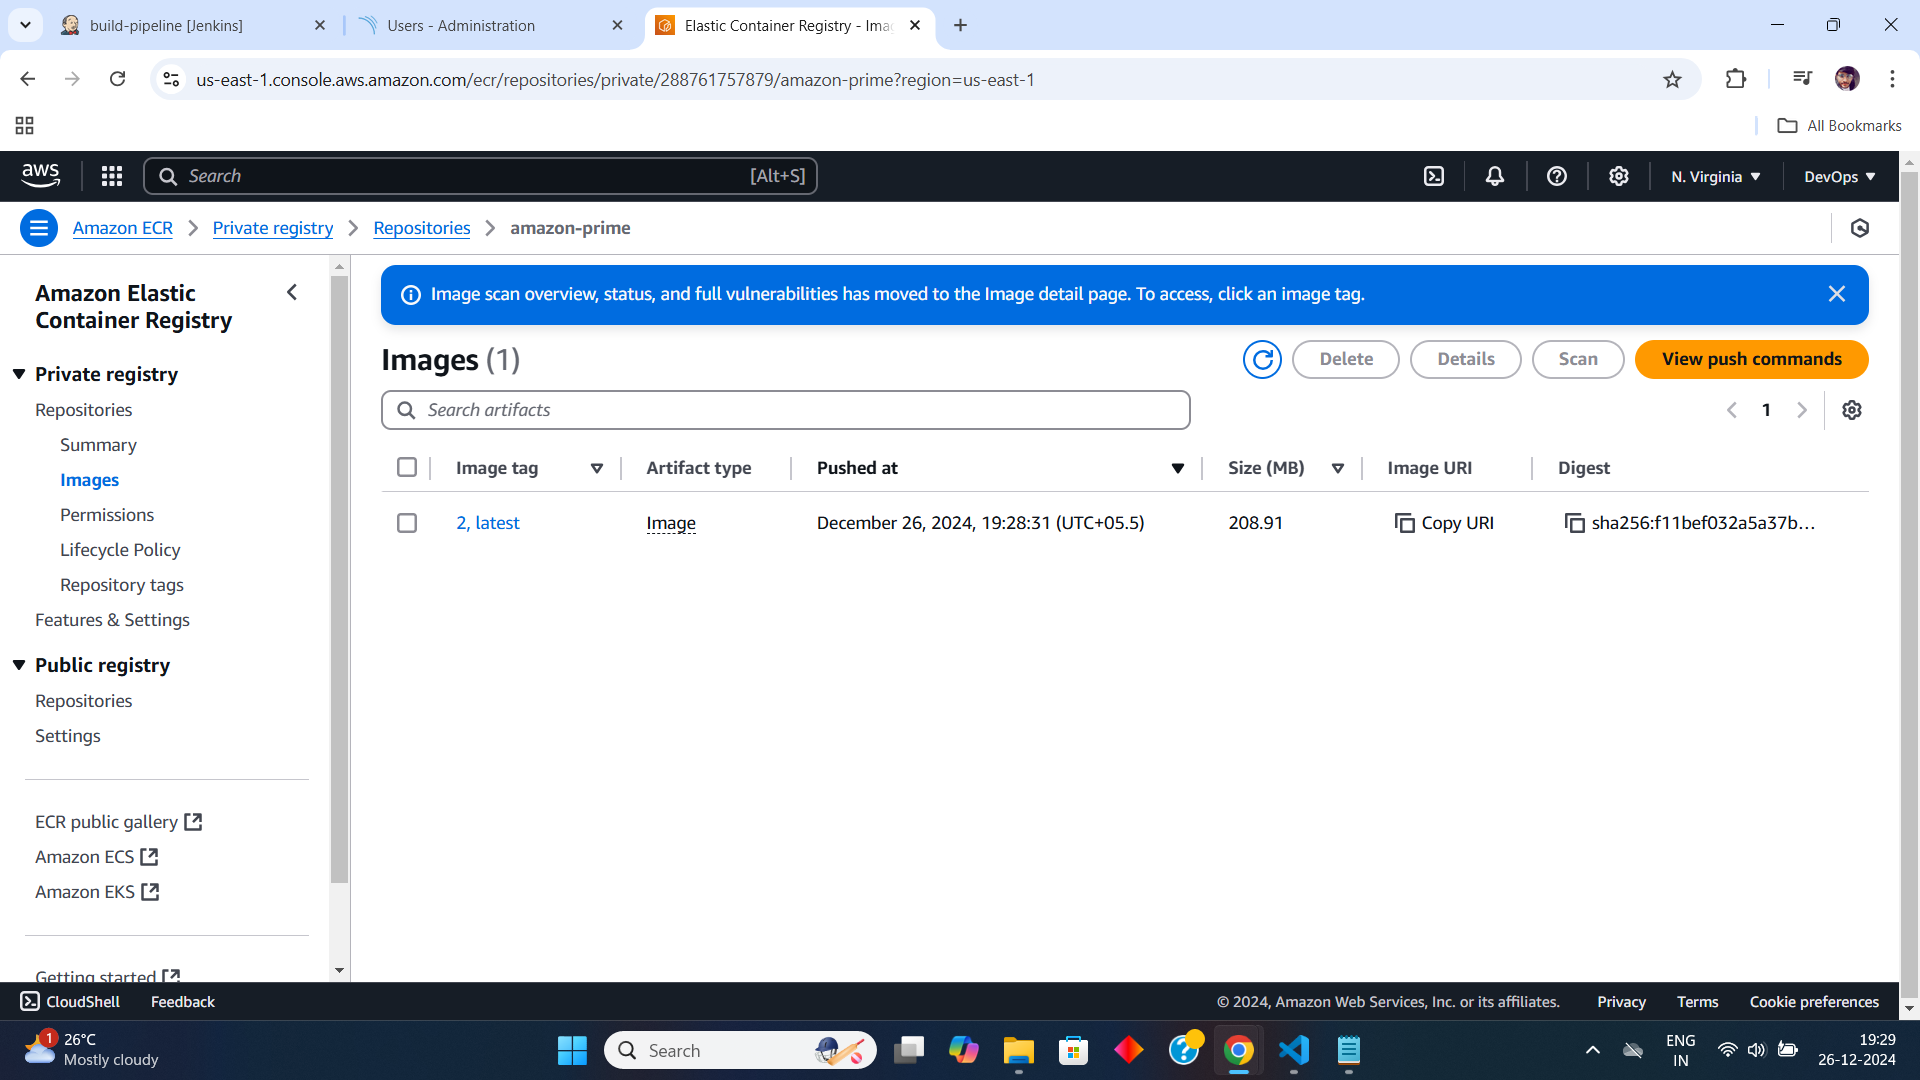 build-pipeline [Jenkins]
Users - Administration
Elastic Container Registry - Ima
us-east-1.console.aws.amazon.com/ecr/repositories/private/288761757879/amazon-prime?region=us-east-1
All Bookmarks
aws
Search
[Alt+S]
N. Virginia
DevOps
Amazon ECR
Private registry
Repositories
amazon-prime
Amazon Elastic
Container Registry
Private registry
Repositories
Summary
Images
Permissions
Lifecycle Policy
Repository tags
Features & Settings
Public registry
Repositories
Settings
ECR public gallery
Amazon ECS
Amazon EKS
Getting started
Image scan overview, status, and full vulnerabilities has moved to the Image detail page. To access, click an image tag.
Images (1)
Delete
Details
Scan
View push commands
Search artifacts
1
Image tag
Artifact type
Pushed at
Size (MB)
Image URI
Digest
2, latest
Image
December 26, 2024, 19:28:31 (UTC+05.5)
208.91
Copy URI
sha256:f11bef032a5a37b...
CloudShell
Feedback
© 2024, Amazon Web Services, Inc. or its affiliates.
Privacy
Terms
Cookie preferences
1
26°C
Mostly cloudy
Search
ENG
IN
19:29
26-12-2024